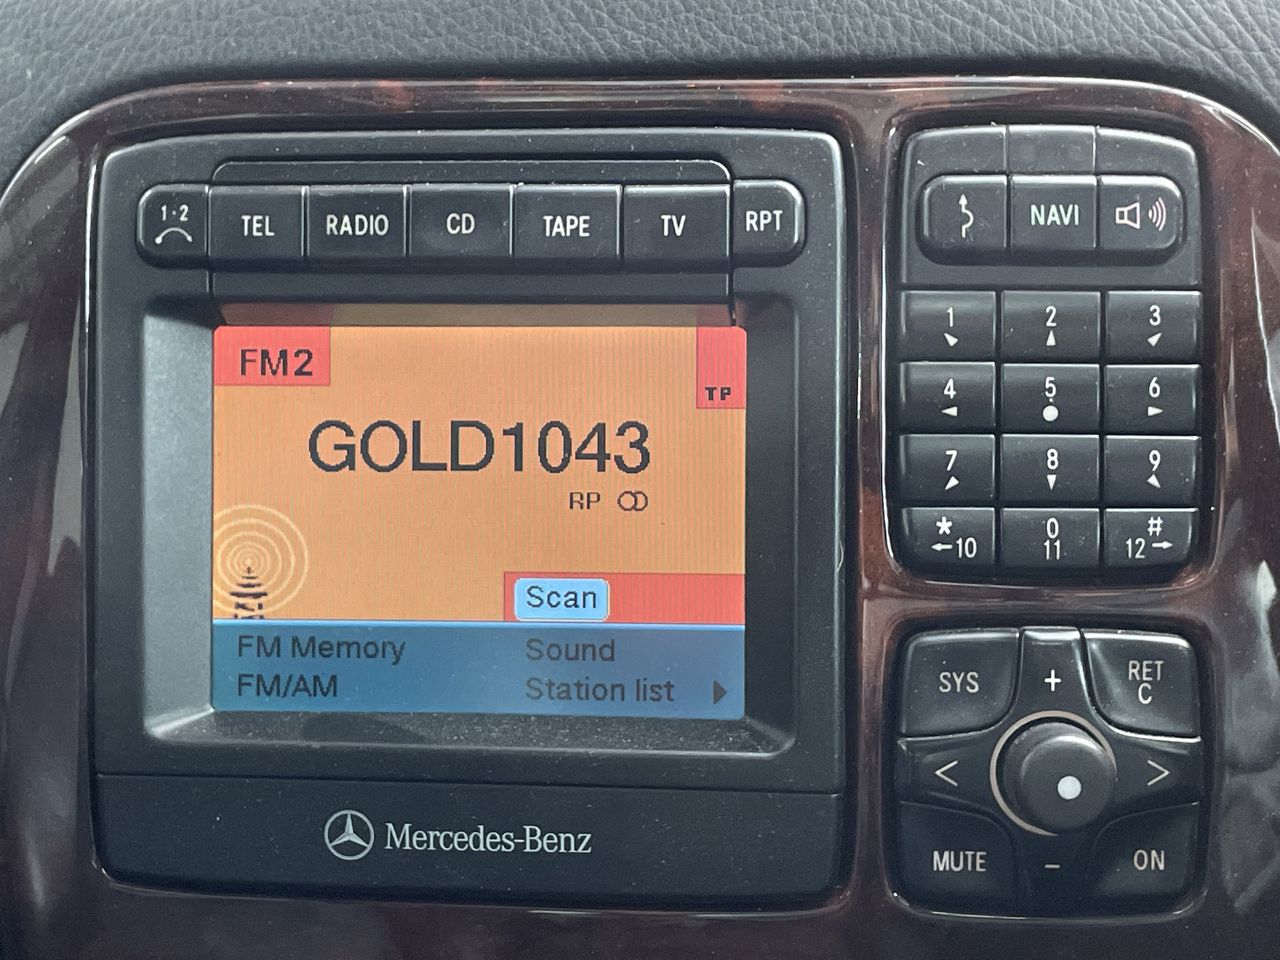 1·2 TEL RADIO CD TAPE TV RPT
NAVI
FM2
TP
GOLD1043
RP
Scan
FM Memory Sound
FM/AM Station list
Mercedes-Benz
1 2 3
4 5 6
7 8 9
* 0 #
←10 11 12→
SYS + RET
C
< >
MUTE − ON